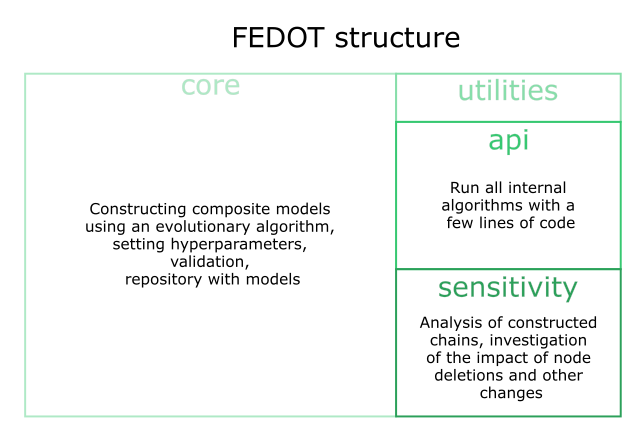 FEDOT structure
core
Constructing composite models
using an evolutionary algorithm,
setting hyperparameters,
validation,
repository with models
utilities
api
Run all internal
algorithms with a
few lines of code
sensitivity
Analysis of constructed
chains, investigation
of the impact of node
deletions and other
changes